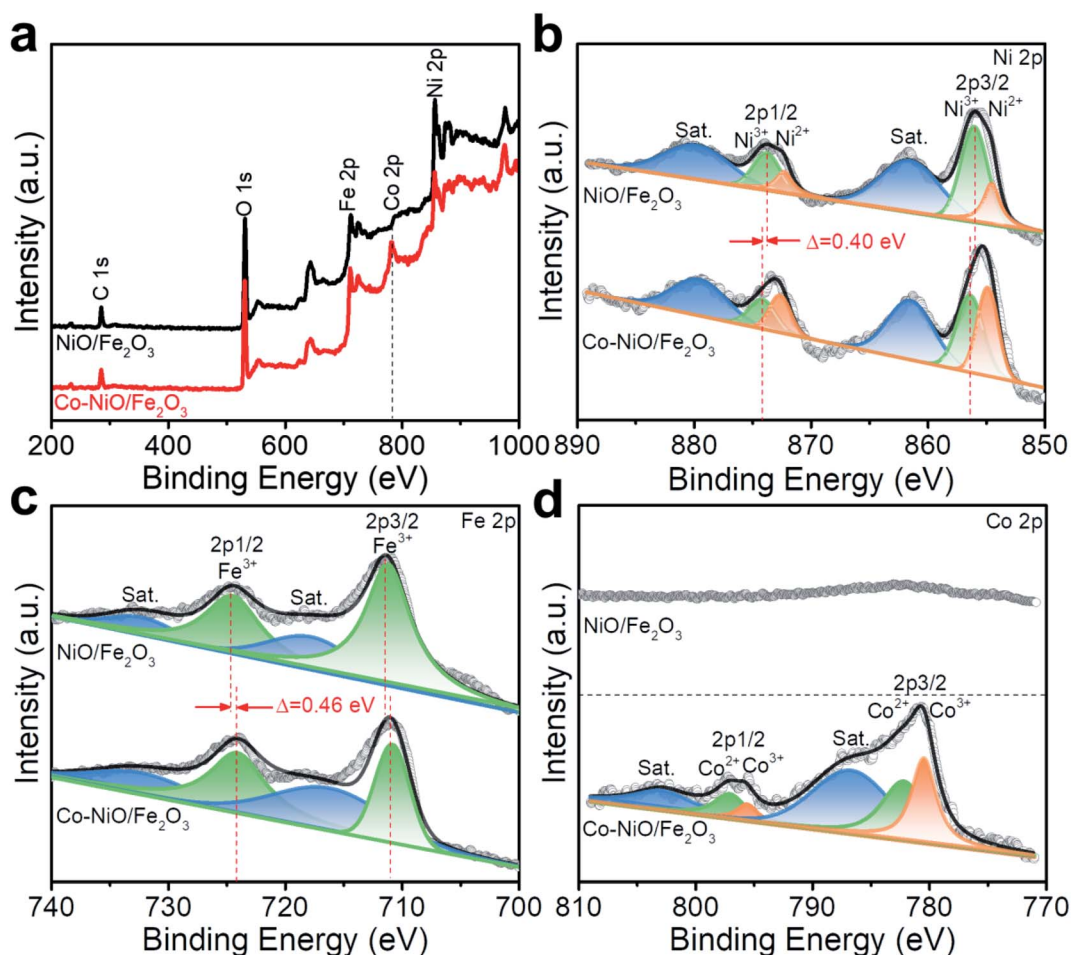 a
Intensity (a.u.)
C 1s
O 1s
Fe 2p
Co 2p
Ni 2p
NiO/Fe₂O₃
Co-NiO/Fe₂O₃
200 400 600 800 1000
Binding Energy (eV)
b
Intensity (a.u.)
Ni 2p
2p3/2
Ni³⁺ Ni²⁺
2p1/2
Ni³⁺ Ni²⁺
Sat.
Sat.
NiO/Fe₂O₃
Δ=0.40 eV
Co-NiO/Fe₂O₃
890 880 870 860 850
Binding Energy (eV)
c
Intensity (a.u.)
Fe 2p
2p3/2
Fe³⁺
2p1/2
Fe³⁺
Sat.
Sat.
NiO/Fe₂O₃
Δ=0.46 eV
Co-NiO/Fe₂O₃
740 730 720 710 700
Binding Energy (eV)
d
Intensity (a.u.)
Co 2p
NiO/Fe₂O₃
2p3/2
Co²⁺ Co³⁺
Sat.
2p1/2
Co²⁺ Co³⁺
Sat.
Co-NiO/Fe₂O₃
810 800 790 780 770
Binding Energy (eV)